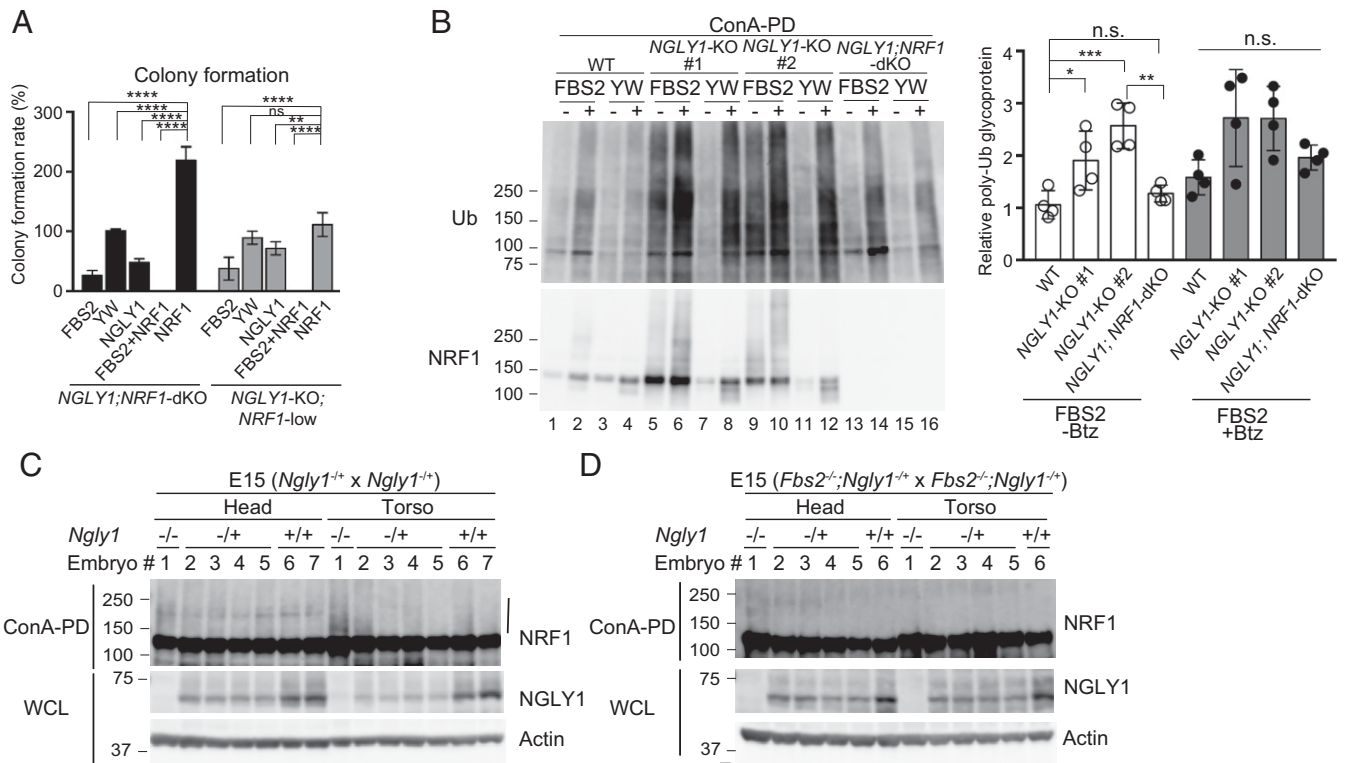 A
Colony formation
Colony formation rate (%)
300
200
100
0
****
****
****
****
****
ns
**
****
FBS2
YW
NGLY1
FBS2+NRF1
NRF1
FBS2
YW
NGLY1
FBS2+NRF1
NRF1
NGLY1;NRF1-dKO
NGLY1-KO;
NRF1-low
B
ConA-PD
WT
NGLY1-KO
#1
NGLY1-KO
#2
NGLY1;NRF1
-dKO
FBS2 YW FBS2 YW FBS2 YW FBS2 YW
- + - + - + - + - + - + - + - +
Ub
250
150
100
75
NRF1
250
150
100
1 2 3 4 5 6 7 8 9 10 11 12 13 14 15 16
Relative poly-Ub glycoprotein
4
3
2
1
0
n.s.
***
*
**
n.s.
WT
NGLY1-KO #1
NGLY1-KO #2
NGLY1; NRF1-dKO
WT
NGLY1-KO #1
NGLY1-KO #2
NGLY1; NRF1-dKO
FBS2
-Btz
FBS2
+Btz
C
E15 (Ngly1-/+ x Ngly1-/+)
Head Torso
Ngly1 -/- -/+ +/+ -/- -/+ +/+
Embryo # 1 2 3 4 5 6 7 1 2 3 4 5 6 7
ConA-PD
250
150
100
NRF1
WCL
75
NGLY1
37
Actin
D
E15 (Fbs2-/-;Ngly1-/+ x Fbs2-/-;Ngly1-/+)
Head Torso
Ngly1 -/- -/+ +/+ -/- -/+ +/+
Embryo # 1 2 3 4 5 6 1 2 3 4 5 6
ConA-PD
250
150
100
NRF1
WCL
75
NGLY1
37
Actin